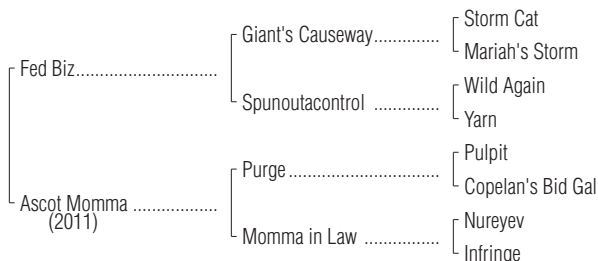 Storm Cat
Giant's Causeway..............
Mariah's Storm
Fed Biz..............................
Wild Again
Spunoutacontrol ..............
Yarn
Pulpit
Purge................................
Copelan's Bid Gal
Ascot Momma ..................
(2011)
Nureyev
Momma in Law ................
Infringe